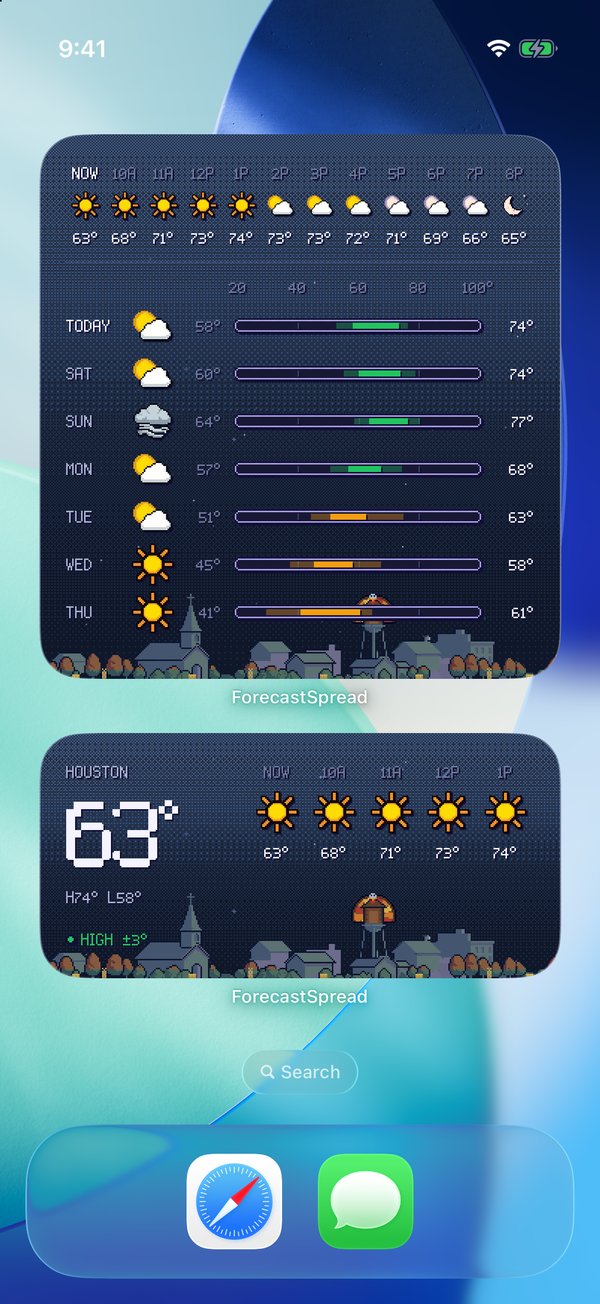 9:41
NOW 10A 11A 12P 1P 2P 3P 4P 5P 6P 7P 8P
63° 68° 71° 73° 74° 73° 73° 72° 71° 69° 66° 65°
20 40 60 80 100°
TODAY 58° 74°
SAT 60° 74°
SUN 64° 77°
MON 57° 68°
TUE 51° 63°
WED 45° 58°
THU 41° 61°
ForecastSpread
HOUSTON NOW 10A 11A 12P 1P
63°
63° 68° 71° 73° 74°
H74° L58°
• HIGH ±3°
ForecastSpread
Search